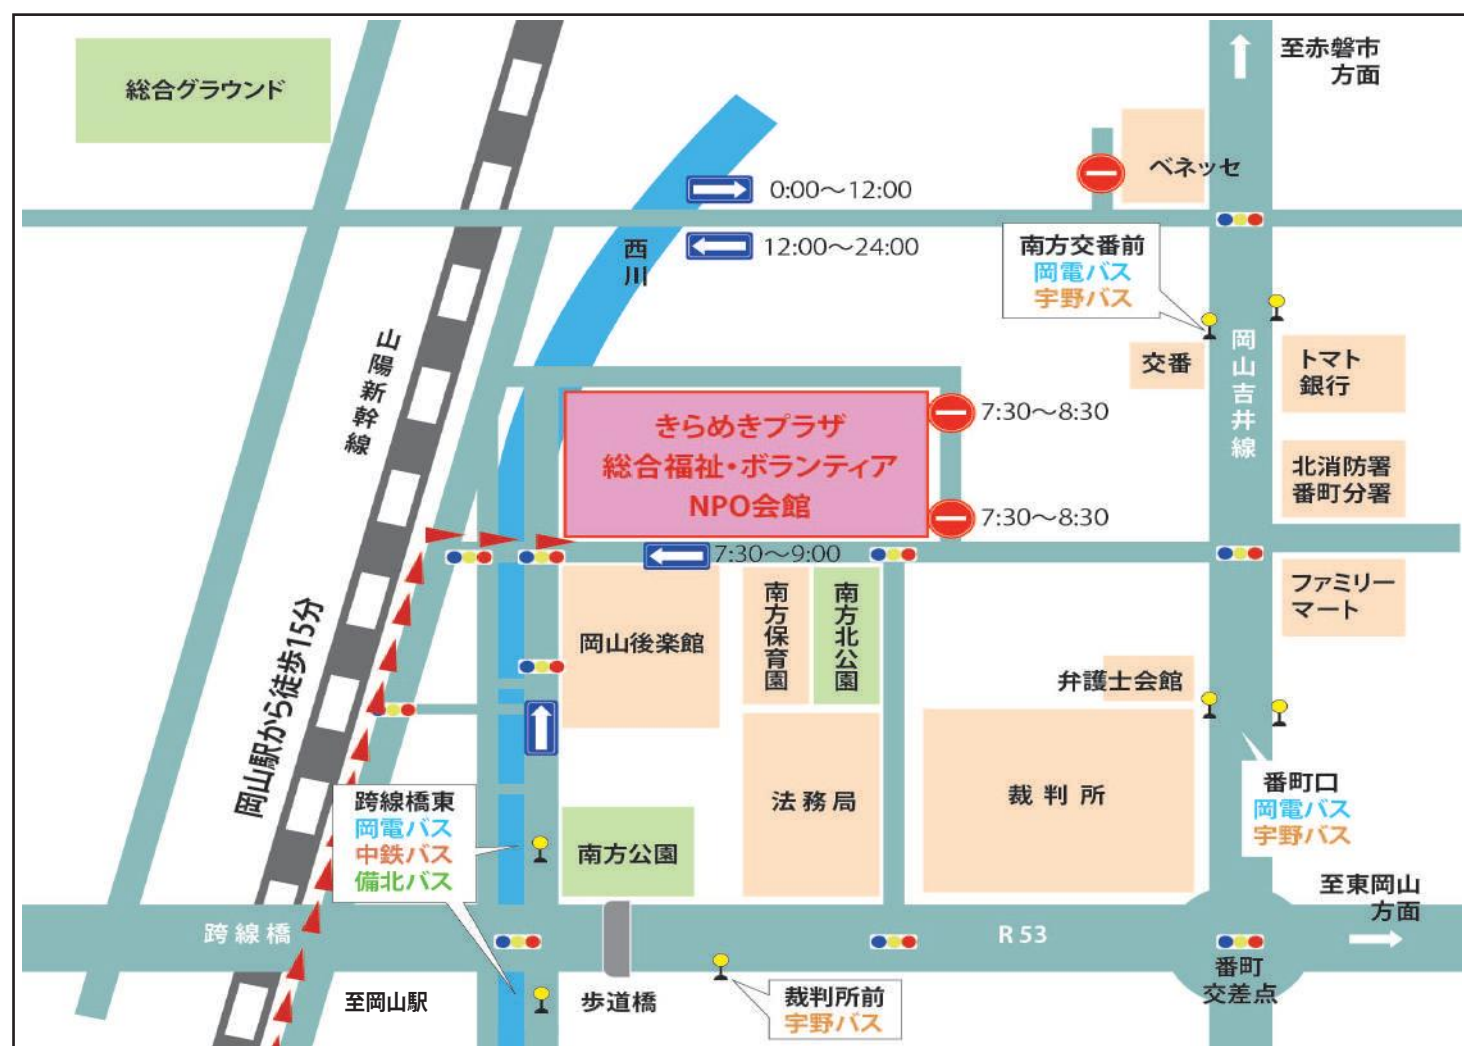 至赤磐市
方面
総合グラウンド
ベネッセ
0:00～12:00
12:00～24:00
西川
南方交番前
岡電バス
宇野バス
山陽新幹線
岡山吉井線
交番
トマト
銀行
きらめきプラザ
総合福祉・ボランティア
NPO会館
7:30～8:30
7:30～8:30
北消防署
番町分署
7:30～9:00
岡山後楽館
南方保育園
南方北公園
ファミリー
マート
岡山駅から徒歩15分
弁護士会館
跨線橋東
岡電バス
中鉄バス
備北バス
南方公園
法務局
裁判所
番町口
岡電バス
宇野バス
至東岡山
方面
跨線橋
R 53
至岡山駅
歩道橋
裁判所前
宇野バス
番町
交差点